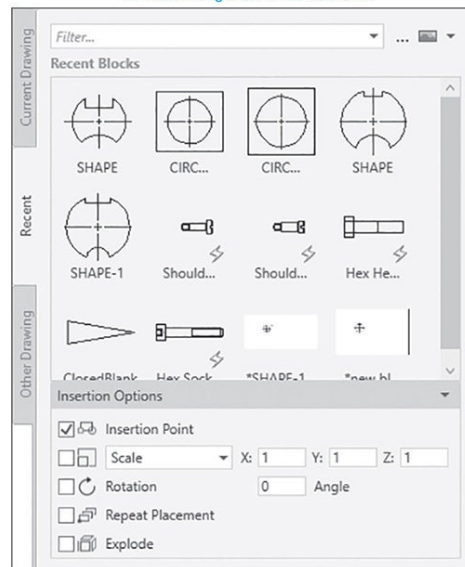 Current Drawing
Recent
Other Drawing
Filter...
...
Recent Blocks
SHAPE
CIRC...
CIRC...
SHAPE
SHAPE-1
Should...
Should...
Hex He...
ClosedBlank
Hex Sock
*SHAPE-1
*new bl
Insertion Options
Insertion Point
Scale X: 1 Y: 1 Z: 1
Rotation 0 Angle
Repeat Placement
Explode